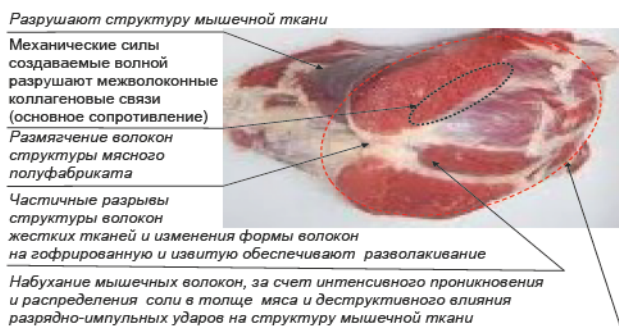 Разрушают структуру мышечной ткани
Механические силы
создаваемые волной
разрушают межволоконные
коллагеновые связи
(основное сопротивление)
Размягчение волокон
структуры мясного
полуфабриката
Частичные разрывы
структуры волокон
жестких тканей и изменения формы волокон
на гофрированную и извитую обеспечивают разволакивание
Набухание мышечных волокон, за счет интенсивного проникновения
и распределения соли в толще мяса и деструктивного влияния
разрядно-импульных ударов на структуру мышечной ткани